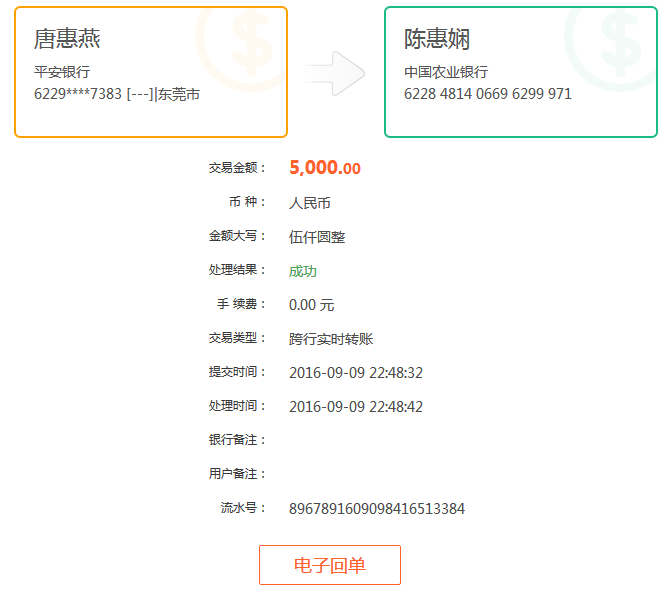 唐惠燕
平安银行
6229****7383 [---]|东莞市
陈惠娴
中国农业银行
6228 4814 0669 6299 971
交易金额： 5,000.00
币 种： 人民币
金额大写： 伍仟圆整
处理结果： 成功
手 续费： 0.00 元
交易类型： 跨行实时转账
提交时间： 2016-09-09 22:48:32
处理时间： 2016-09-09 22:48:42
银行备注：
用户备注：
流水号： 8967891609098416513384
电子回单